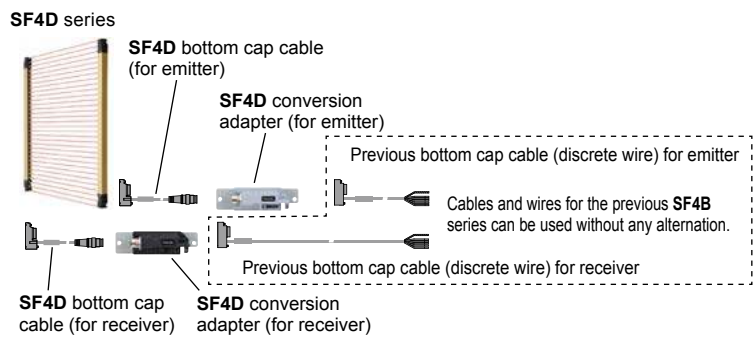 SF4D series
SF4D bottom cap cable
(for emitter)
SF4D conversion
adapter (for emitter)
Previous bottom cap cable (discrete wire) for emitter
Cables and wires for the previous SF4B
series can be used without any alternation.
Previous bottom cap cable (discrete wire) for receiver
SF4D bottom cap
cable (for receiver)
SF4D conversion
adapter (for receiver)